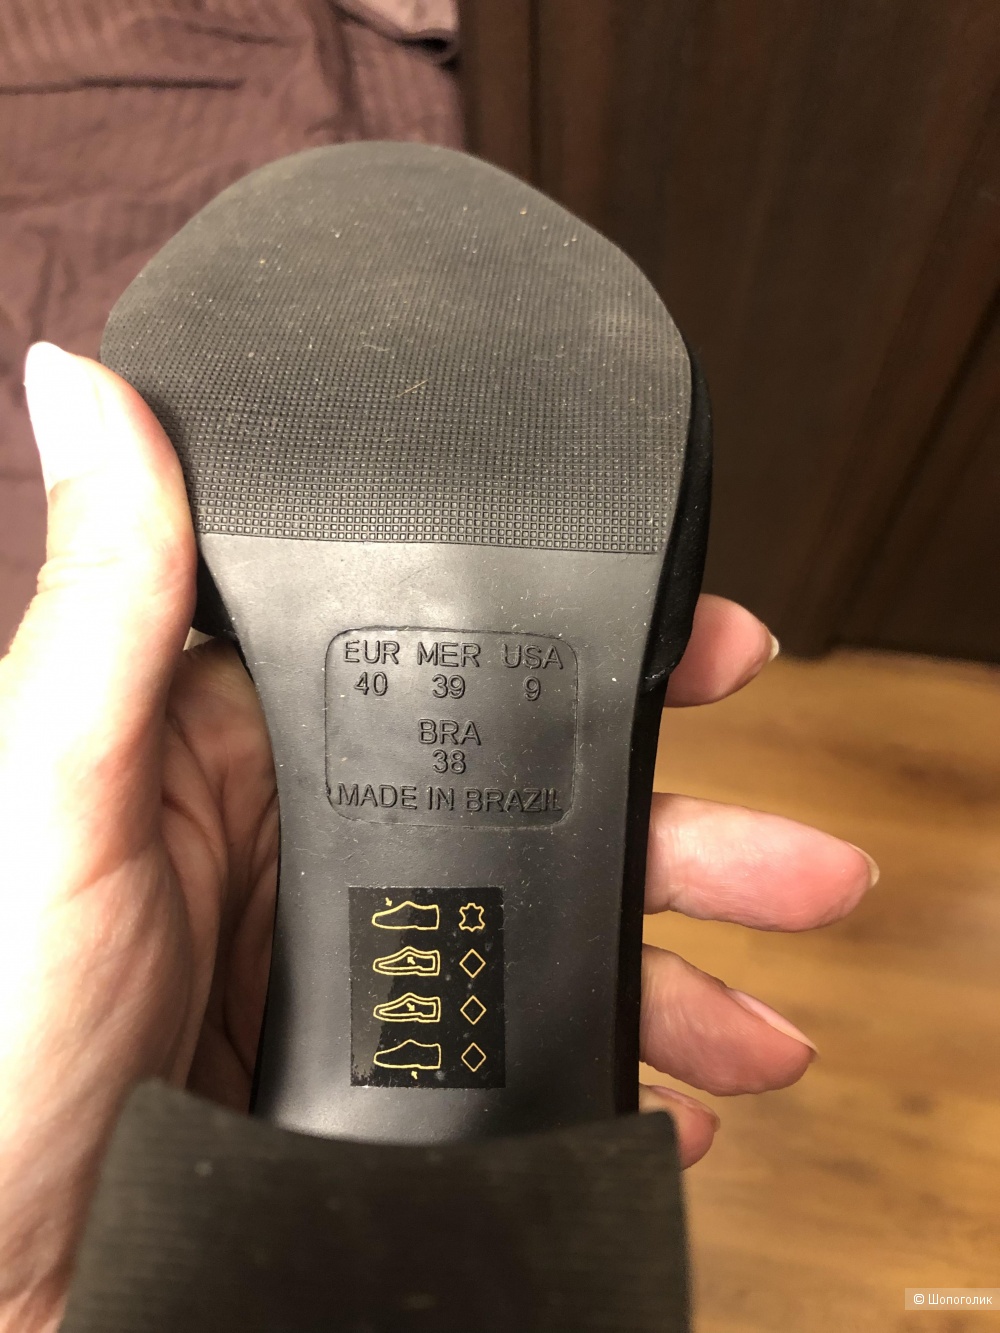 EUR MER USA
40 39 9
BRA
38
MADE IN BRAZIL
© Шопоголик